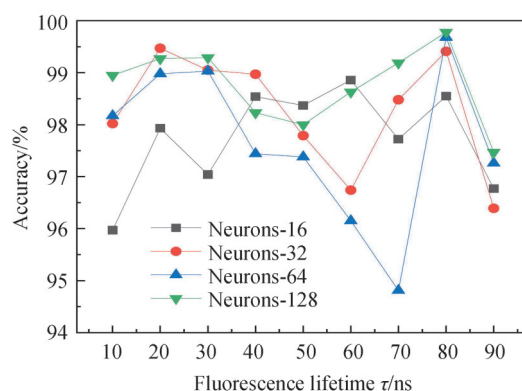 100
99
98
97
96
95
94
Accuracy/%
Neurons-16
Neurons-32
Neurons-64
Neurons-128
10 20 30 40 50 60 70 80 90
Fluorescence lifetime τ/ns